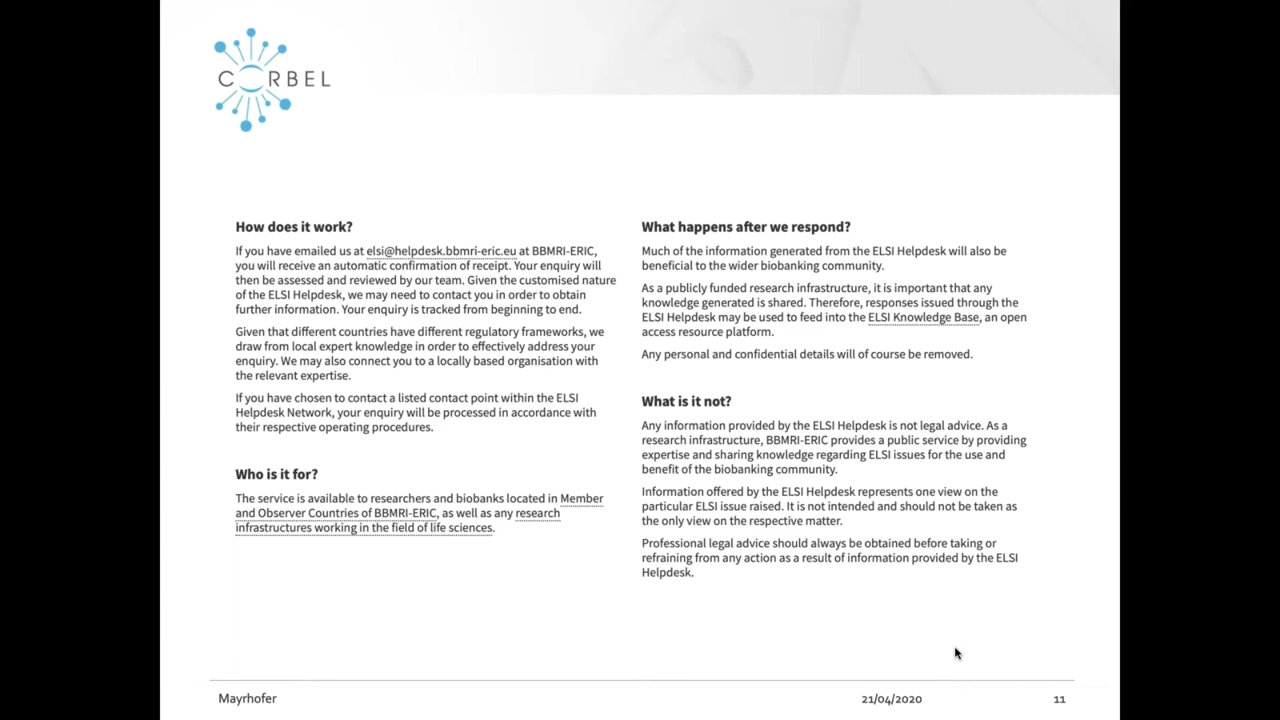 CORBEL
How does it work?
If you have emailed us at elsi@helpdesk.bbmri-eric.eu at BBMRI-ERIC,
you will receive an automatic confirmation of receipt. Your enquiry will
then be assessed and reviewed by our team. Given the customised nature
of the ELSI Helpdesk, we may need to contact you in order to obtain
further information. Your enquiry is tracked from beginning to end.
Given that different countries have different regulatory frameworks, we
draw from local expert knowledge in order to effectively address your
enquiry. We may also connect you to a locally based organisation with
the relevant expertise.
If you have chosen to contact a listed contact point within the ELSI
Helpdesk Network, your enquiry will be processed in accordance with
their respective operating procedures.
Who is it for?
The service is available to researchers and biobanks located in Member
and Observer Countries of BBMRI-ERIC, as well as any research
infrastructures working in the field of life sciences.
What happens after we respond?
Much of the information generated from the ELSI Helpdesk will also be
beneficial to the wider biobanking community.
As a publicly funded research infrastructure, it is important that any
knowledge generated is shared. Therefore, responses issued through the
ELSI Helpdesk may be used to feed into the ELSI Knowledge Base, an open
access resource platform.
Any personal and confidential details will of course be removed.
What is it not?
Any information provided by the ELSI Helpdesk is not legal advice. As a
research infrastructure, BBMRI-ERIC provides a public service by providing
expertise and sharing knowledge regarding ELSI issues for the use and
benefit of the biobanking community.
Information offered by the ELSI Helpdesk represents one view on the
particular ELSI issue raised. It is not intended and should not be taken as
the only view on the respective matter.
Professional legal advice should always be obtained before taking or
refraining from any action as a result of information provided by the ELSI
Helpdesk.
Mayrhofer
21/04/2020
11